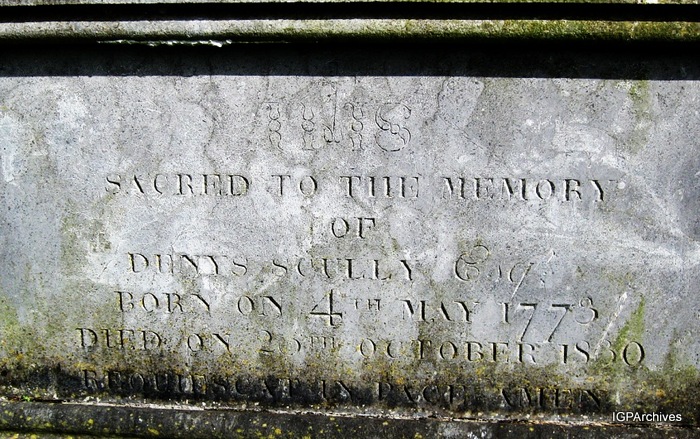 IHS
SACRED TO THE MEMORY
OF
DENYS SCULLY Esqr
BORN ON 4TH MAY 1773
DIED ON 25TH OCTOBER 1830
REQUIESCAT IN PACE AMEN
IGPArchives